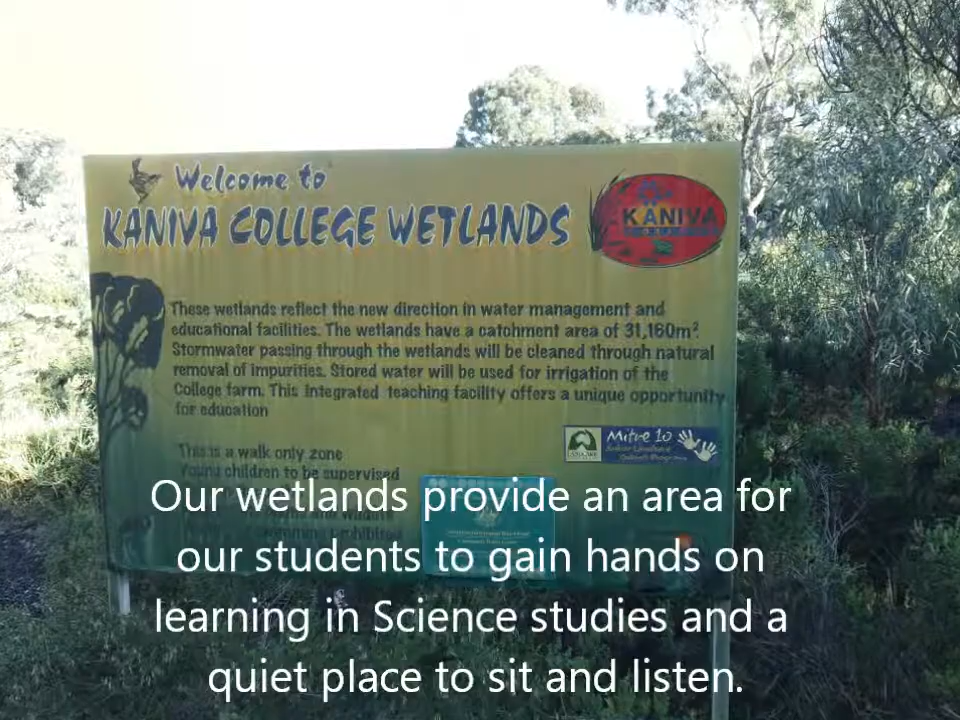 Welcome to
KANIVA COLLEGE WETLANDS
KANIVA
These wetlands reflect the new direction in water management and
educational facilities. The wetlands have a catchment area of 31,160m²
Stormwater passing through the wetlands will be cleaned through natural
removal of impurities. Stored water will be used for irrigation of the
College farm. This integrated teaching facility offers a unique opportunity
for education
Mitre 10
This is a walk only zone
Young children to be supervised
Our wetlands provide an area for
our students to gain hands on
learning in Science studies and a
quiet place to sit and listen.